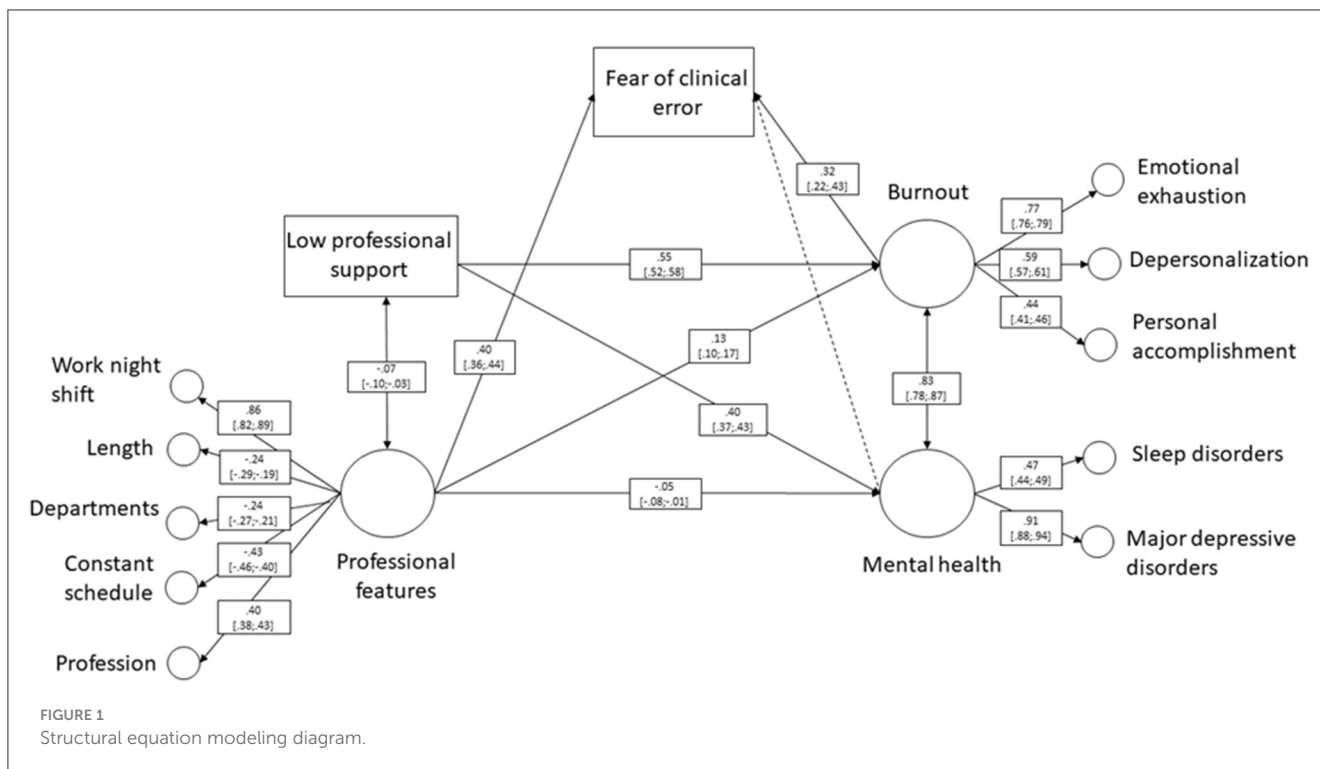 Fear of clinical
error
.32
[.22;.43]
Burnout
Emotional
exhaustion
.77
[.76;.79]
Low professional
support
.55
[.52;.58]
.59
[.57;.61]
Depersonalization
.44
[.41;.46]
Personal
accomplishment
.40
[.36;.44]
.13
[.10;.17]
-.07
[-.10;-.03]
.83
[.78;.87]
.40
[.37;.43]
Work night
shift
.86
[.82;.89]
Length
-.24
[-.29;-.19]
Departments
-.24
[-.27;-.21]
Constant
schedule
-.43
[-.46;-.40]
Profession
.40
[.38;.43]
Professional
features
-.05
[-.08;-.01]
Mental health
.47
[.44;.49]
Sleep disorders
.91
[.88;.94]
Major depressive
disorders
FIGURE 1
Structural equation modeling diagram.